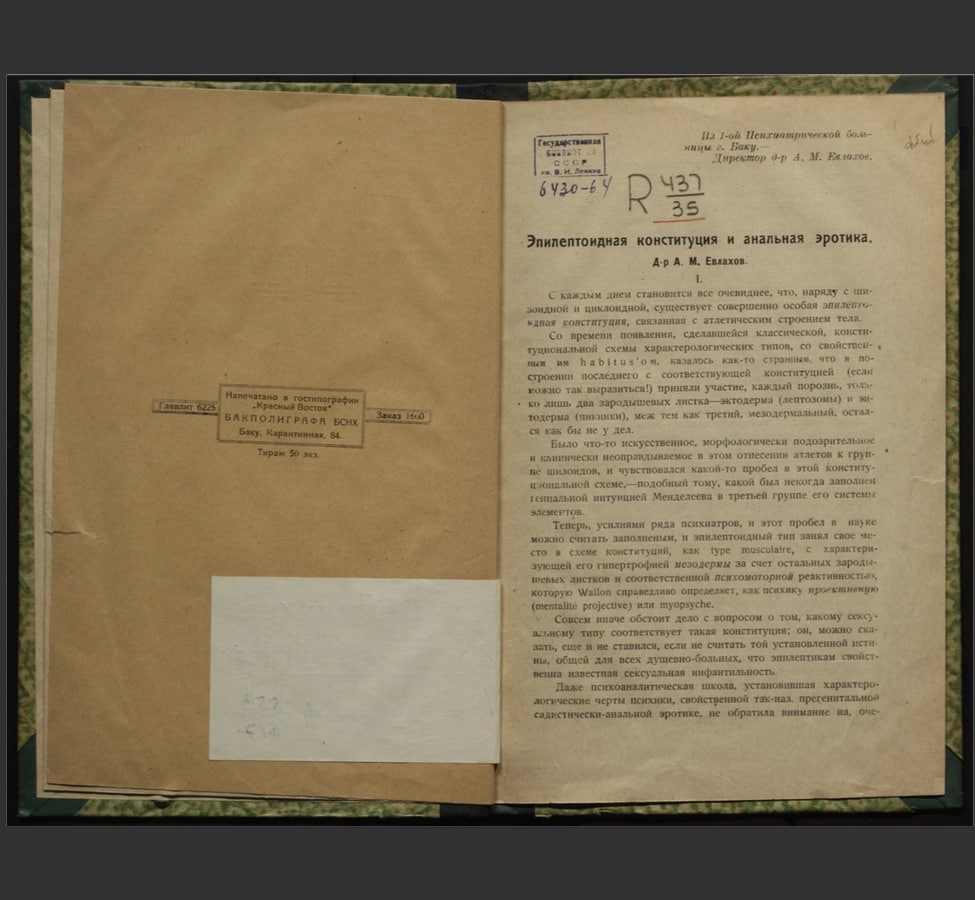 Напечатано в гостипографии
„Красный Восток"
Главлит 6225
БАКПОЛИГРАФА БСНХ
Заказ 1600
Баку, Карантинная, 84.
Тираж 50 экз.
Из 1-ой Психиатрической боль-
ницы г. Баку.—
Директор д-р А. М. Евлахов.
Государственная
СССР
им. В. И. Ленина
6430-64
R 437
35
Эпилептоидная конституция и анальная эротика.
Д-р А. М. Евлахов.
I.
С каждым днем становится все очевиднее, что, наряду с ши-
зоидной и циклоидной, существует совершенно особая эпилепто-
идная конституция, связанная с атлетическим строением тела.
Со времени появления, сделавшейся классической, консти-
туциональной схемы характерологических типов, со свойствен-
ным им habitus'ом, казалось как-то странным, что в по-
строении последнего с соответствующей конституцией (если
можно так выразиться!) приняли участие, каждый порознь, толь-
ко лишь два зародышевых листка—эктодерма (лептозомы) и эн-
тодерма (пикники), меж тем как третий, мезодермальный, остал-
ся как бы не у дел.
Было что-то искусственное, морфологически подозрительное
и клинически неоправдываемое в этом отнесении атлетов к груп-
пе шизоидов, и чувствовался какой-то пробел в этой конститу-
циональной схеме,—подобный тому, какой был некогда заполнен
гениальной интуицией Менделеева в третьей группе его системы
элементов.
Теперь, усилиями ряда психиатров, и этот пробел в науке
можно считать заполненым, и эпилептоидный тип занял свое ме-
сто в схеме конституций, как type musculaire, с характери-
зующей его гипертрофией мезодермы за счет остальных зароды-
шевых листков и соответственной психомоторной реактивностью,
которую Wallon справедливо определяет, как психику проективную
(mentalité projective) или myopsyche.
Совсем иначе обстоит дело с вопросом о том, какому сексу-
альному типу соответствует такая конституция; он, можно ска-
зать, еще и не ставился, если не считать той установленной исти-
ны, общей для всех душевно-больных, что эпилептикам свойст-
венна известная сексуальная инфантильность.
Даже психоаналитическая школа, установившая характеро-
логические черты психики, свойственной так-наз. прегенитальной
садистически-анальной эротике, не обратила внимание на, оче-